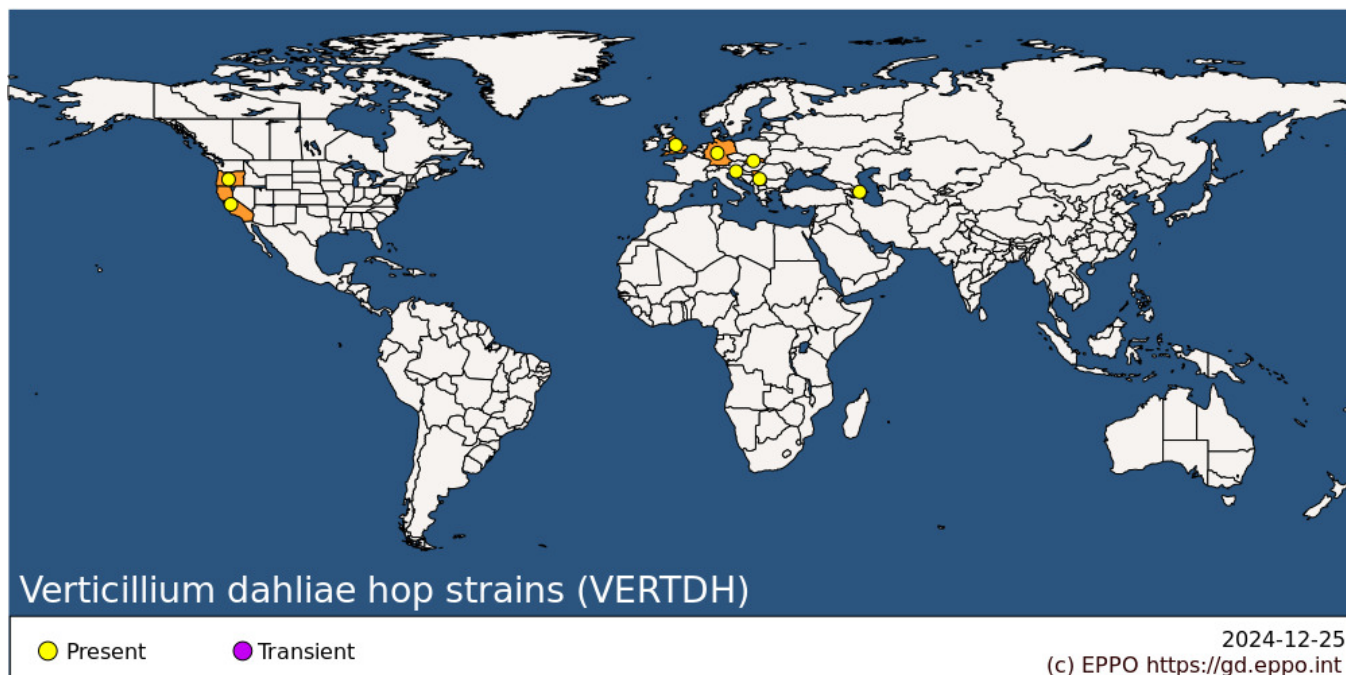 Verticillium dahliae hop strains (VERTDH)
Present
Transient
2024-12-25
(c) EPPO https://gd.eppo.int